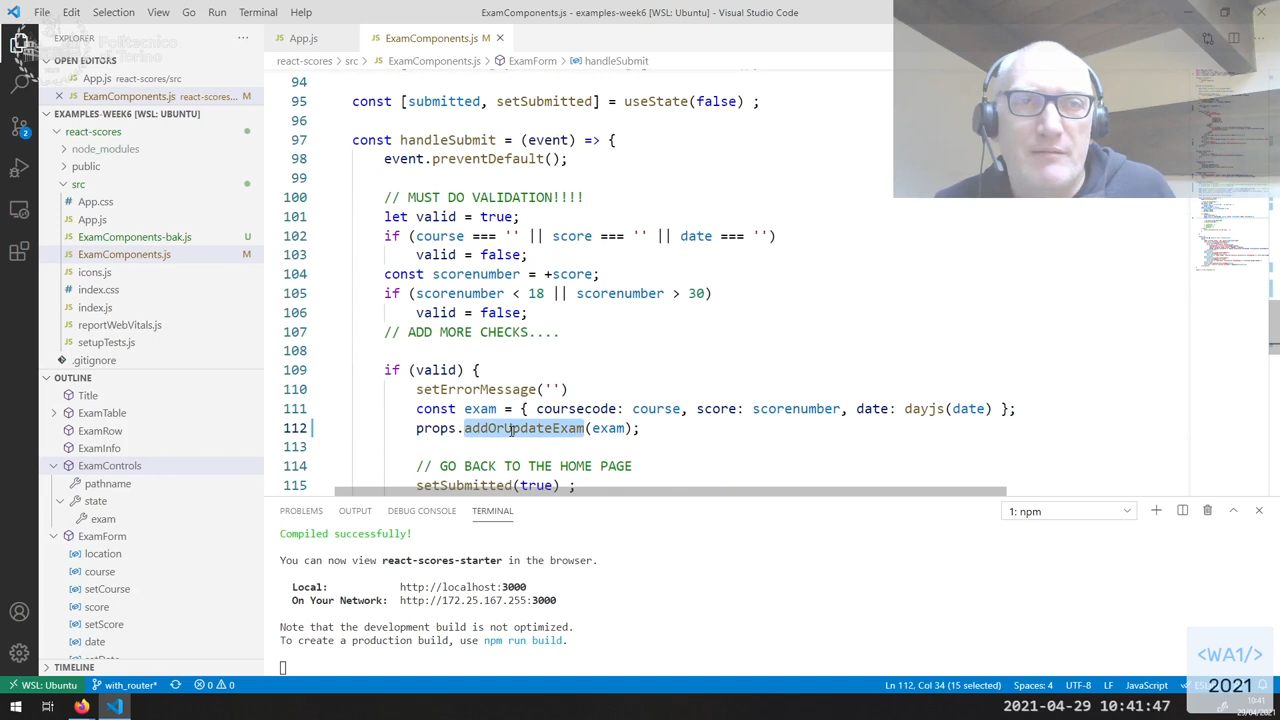 File Edit Selection View Go Run Terminal Help
ExamComponents.js - examples-week6 [WSL: Ubuntu] - Visual Studio Code
EXPLORER
Politecnico
OPEN EDITORS
App.js react-scores/src
ExamComponents.js react-scores... M
EXAMPLES-WEEK6 [WSL: UBUNTU]
react-scores
node_modules
public
src
App.css
App.js
ExamComponents-bak.js U
ExamComponents.js M
icons.js
index.css
index.js
reportWebVitals.js
setupTests.js
.gitignore
OUTLINE
Title
ExamTable
ExamRow
ExamInfo
ExamControls
pathname
state
exam
ExamForm
location
course
setCourse
score
setScore
date
TIMELINE
App.js
ExamComponents.js M
react-scores > src > ExamComponents.js > ExamForm > handleSubmit
94
95 const [submitted, setSubmitted] = useState(false) ;
96
97 const handleSubmit = (event) => {
98 event.preventDefault();
99
100 // MUST DO VALIDATION!!!!
101 let valid = true;
102 if (course === '' || score === '' || date === '')
103 valid = false;
104 const scorenumber = +score;
105 if (scorenumber < 18 || scorenumber > 30)
106 valid = false;
107 // ADD MORE CHECKS....
108
109 if (valid) {
110 setErrorMessage('')
111 const exam = { coursecode: course, score: scorenumber, date: dayjs(date) };
112 props.addOrUpdateExam(exam);
113
114 // GO BACK TO THE HOME PAGE
115 setSubmitted(true) ;
PROBLEMS OUTPUT DEBUG CONSOLE TERMINAL
1: npm
Compiled successfully!
You can now view react-scores-starter in the browser.
Local: http://localhost:3000
On Your Network: http://172.25.167.255:3000
Note that the development build is not optimized.
To create a production build, use npm run build.
<WA1/>
2021
WSL: Ubuntu with_router* 0 0
Ln 112, Col 34 (15 selected) Spaces: 4 UTF-8 LF JavaScript
2021-04-29 10:41:47
10:41
29/04/2021